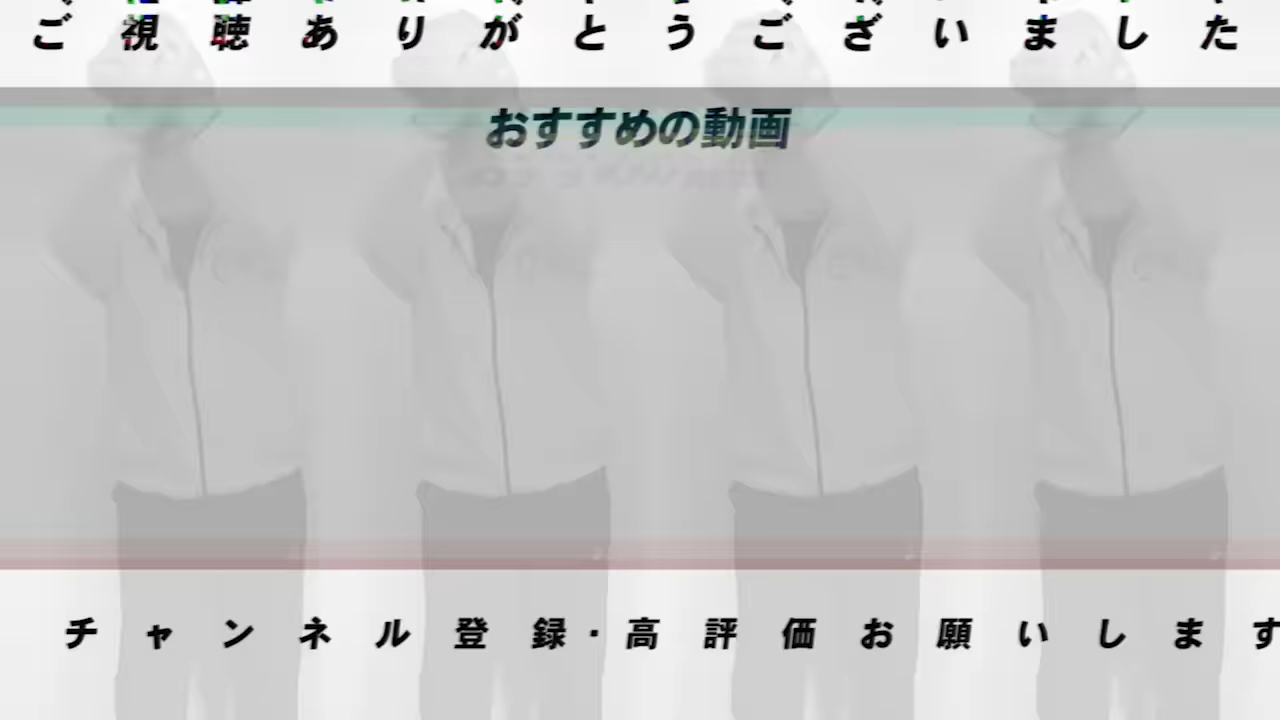 ご視聴ありがとうございました
おすすめの動画
チャンネル登録・高評価お願いします